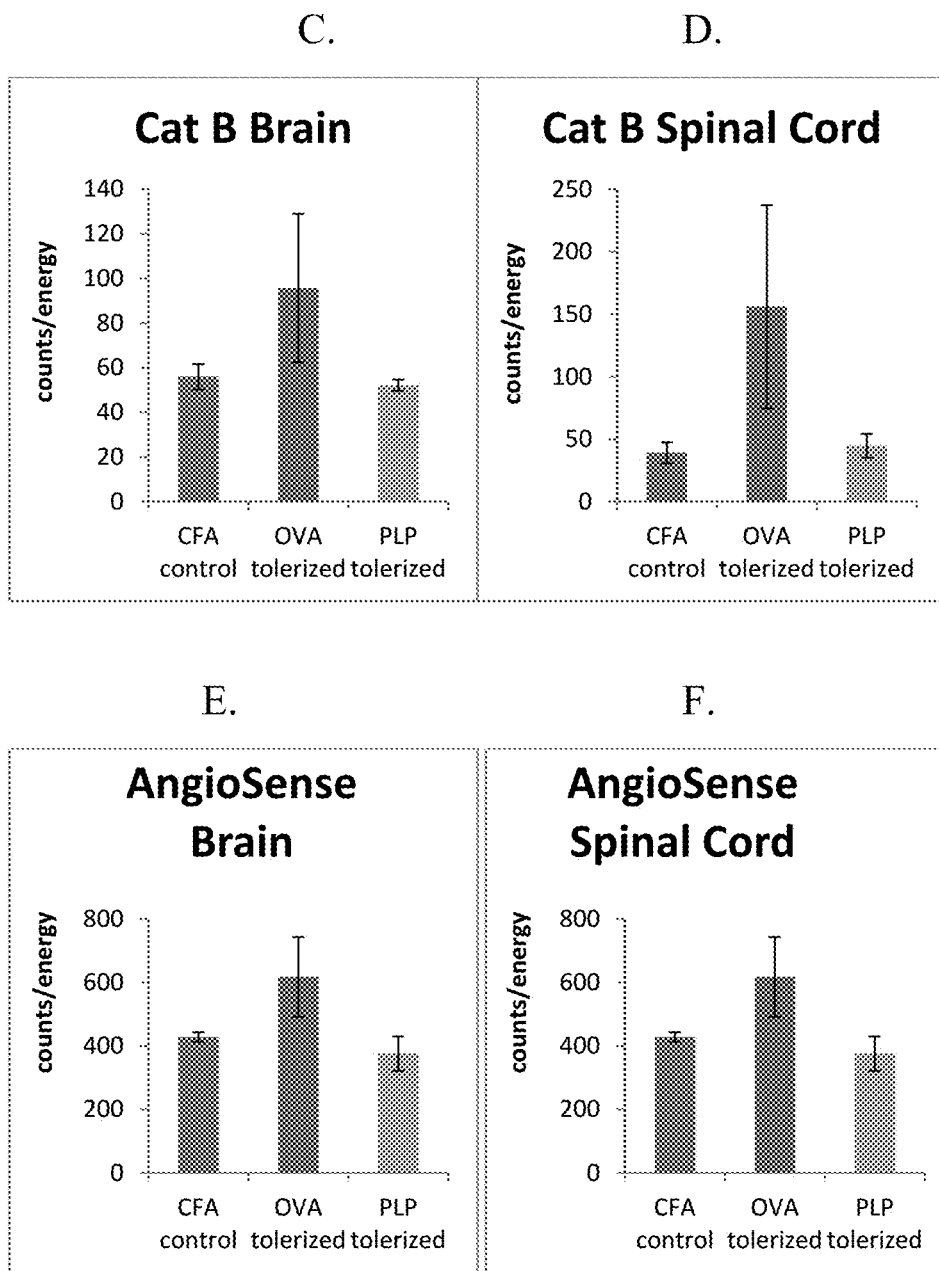 C.
Cat B Brain
counts/energy
140
120
100
80
60
40
20
0
CFA control
OVA tolerized
PLP tolerized
D.
Cat B Spinal Cord
counts/energy
250
200
150
100
50
0
CFA control
OVA tolerized
PLP tolerized
E.
AngioSense
Brain
counts/energy
800
600
400
200
0
CFA control
OVA tolerized
PLP tolerized
F.
AngioSense
Spinal Cord
counts/energy
800
600
400
200
0
CFA control
OVA tolerized
PLP tolerized